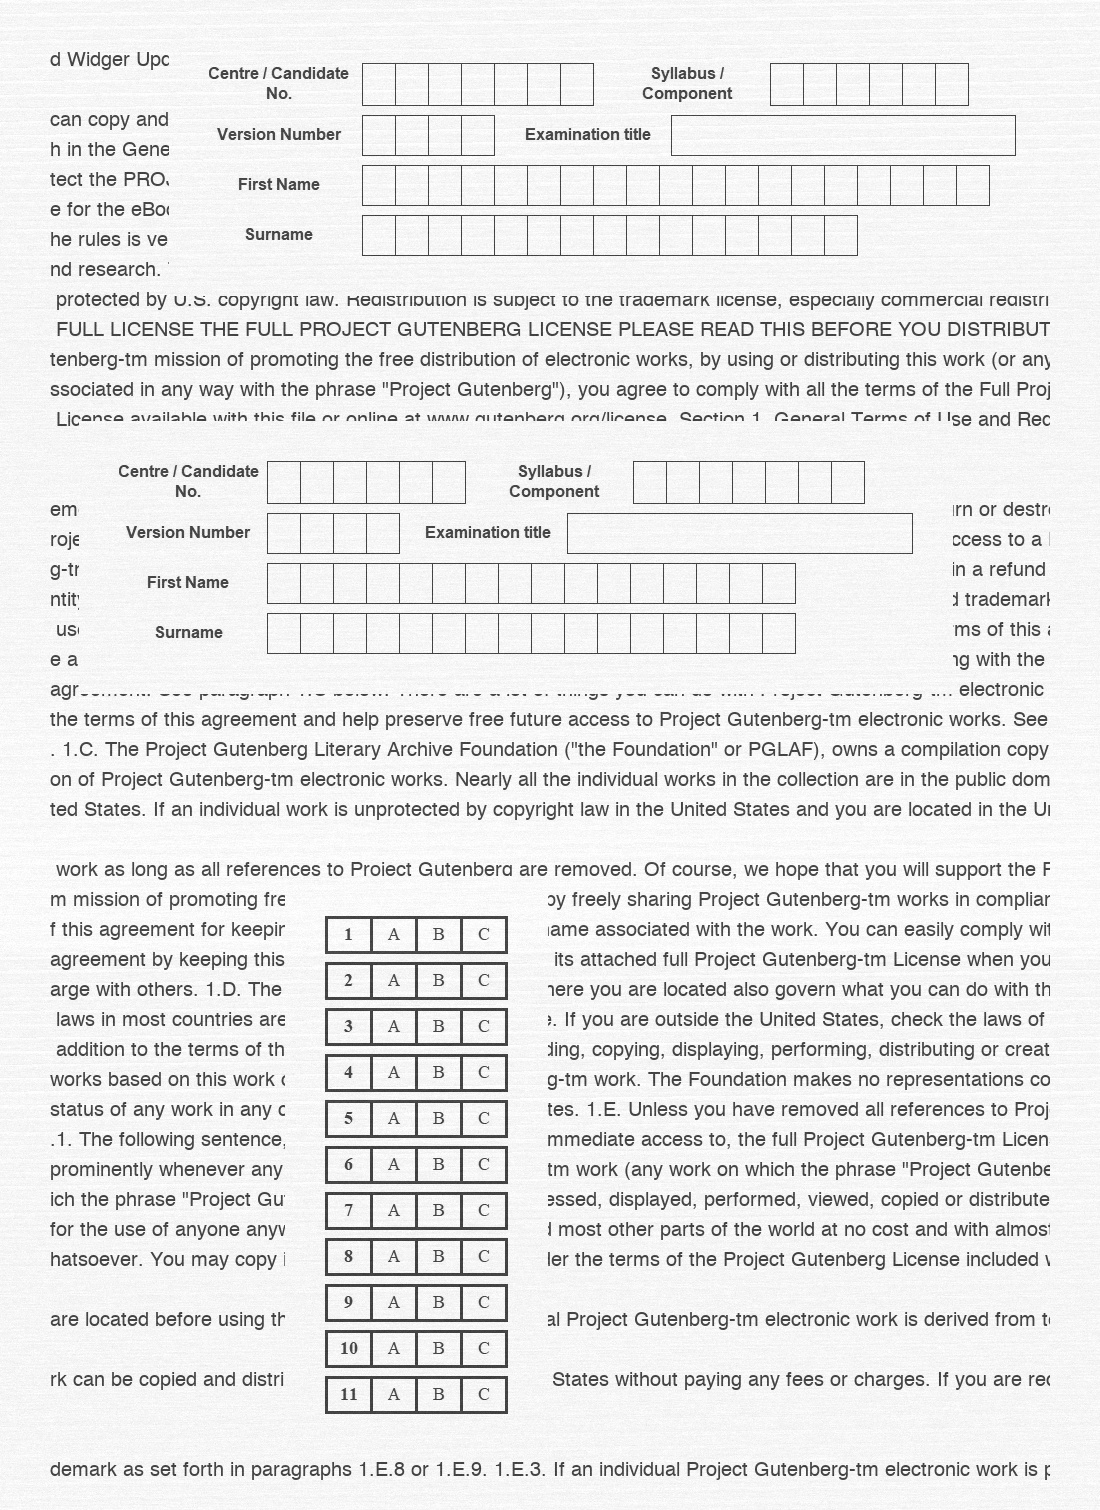 d Widger
Centre / Candidate No.
Syllabus / Component
can copy and
Version Number
Examination title
h in the
tect the
First Name
e for the
he rules is ve
Surname
nd research.
protected by U.S. copyright law. Redistribution is subject to the trademark license, especially commercial redistri
FULL LICENSE THE FULL PROJECT GUTENBERG LICENSE PLEASE READ THIS BEFORE YOU DISTRIBUT
tenberg-tm mission of promoting the free distribution of electronic works, by using or distributing this work (or any
ssociated in any way with the phrase "Project Gutenberg"), you agree to comply with all the terms of the Full Proj
License available with this file or online at www.gutenberg.org/license. Section 1. General Terms of Use and Red
Centre / Candidate No.
Syllabus / Component
em
rn or destr
Version Number
Examination title
roje
ccess to a
g-tr
First Name
in a refund
ntit
d trademark
us
Surname
ms of this
e a
ng with the
agreement. See paragraph 1.C below. There are a lot of things you can do with Project Gutenberg-tm electronic
the terms of this agreement and help preserve free future access to Project Gutenberg-tm electronic works. See
. 1.C. The Project Gutenberg Literary Archive Foundation ("the Foundation" or PGLAF), owns a compilation copy
on of Project Gutenberg-tm electronic works. Nearly all the individual works in the collection are in the public dom
ted States. If an individual work is unprotected by copyright law in the United States and you are located in the Un
work as long as all references to Project Gutenberg are removed. Of course, we hope that you will support the P
m mission of promoting fre
by freely sharing Project Gutenberg-tm works in complian
f this agreement for keepin
ame associated with the work. You can easily comply wit
1 A B C
agreement by keeping this
its attached full Project Gutenberg-tm License when you
2 A B C
arge with others. 1.D. The
here you are located also govern what you can do with th
laws in most countries are
e. If you are outside the United States, check the laws of
3 A B C
addition to the terms of th
ding, copying, displaying, performing, distributing or creat
4 A B C
works based on this work
g-tm work. The Foundation makes no representations co
status of any work in any c
tes. 1.E. Unless you have removed all references to Proj
5 A B C
.1. The following sentence,
mmediate access to, the full Project Gutenberg-tm Licen
6 A B C
prominently whenever any
tm work (any work on which the phrase "Project Gutenbe
ich the phrase "Project Gu
essed, displayed, performed, viewed, copied or distribute
7 A B C
for the use of anyone anyw
d most other parts of the world at no cost and with almost
8 A B C
hatsoever. You may copy i
der the terms of the Project Gutenberg License included w
9 A B C
are located before using th
al Project Gutenberg-tm electronic work is derived from t
10 A B C
rk can be copied and distri
States without paying any fees or charges. If you are red
11 A B C
demark as set forth in paragraphs 1.E.8 or 1.E.9. 1.E.3. If an individual Project Gutenberg-tm electronic work is p